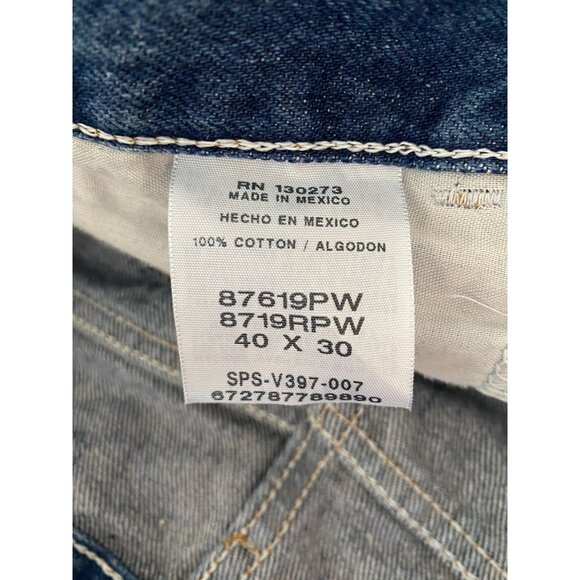 RN 130273
MADE IN MEXICO
HECHO EN MEXICO
100% COTTON / ALGODON
87619PW
8719RPW
40 X 30
SPS-V397-007
672787789890